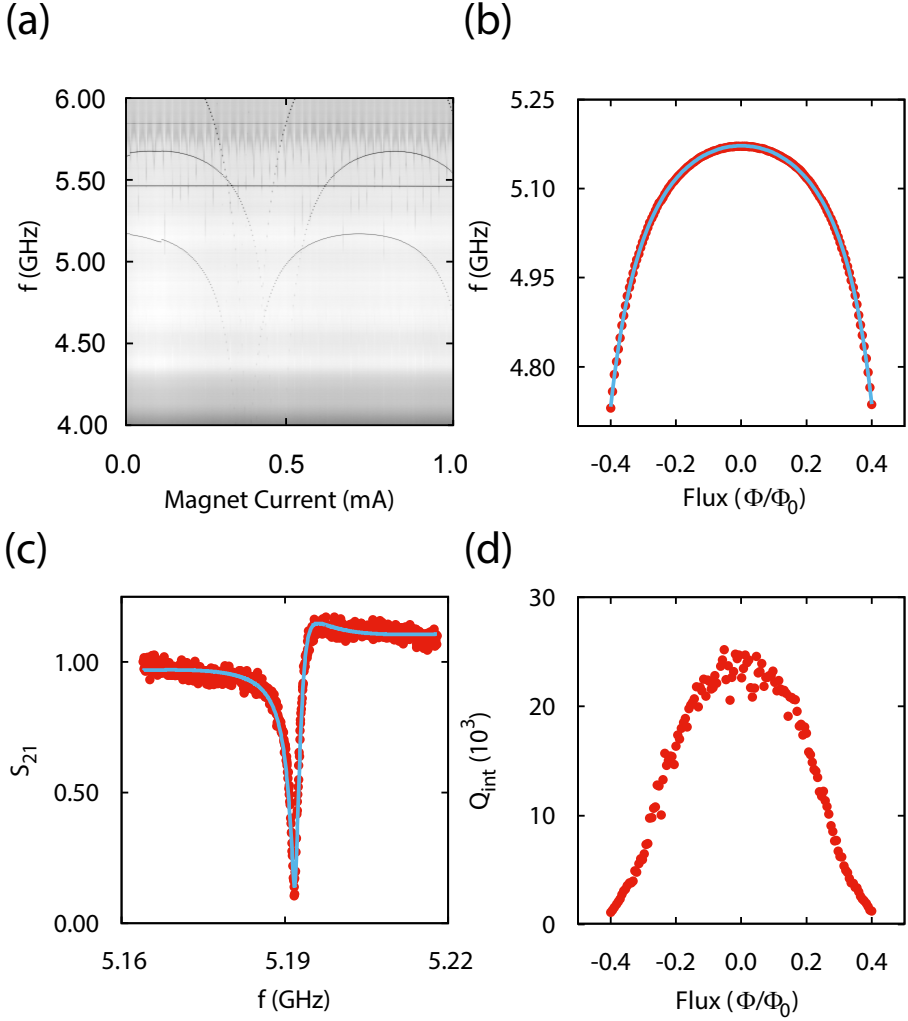 (a)
6.00
5.50
5.00
4.50
4.00
f (GHz)
0.0 0.5 1.0
Magnet Current (mA)
(b)
5.25
5.10
4.95
4.80
f (GHz)
-0.4 -0.2 0.0 0.2 0.4
Flux (Φ/Φ0)
(c)
1.00
0.50
0.00
S21
5.16 5.19 5.22
f (GHz)
(d)
30
20
10
0
Qint (10³)
-0.4 -0.2 0.0 0.2 0.4
Flux (Φ/Φ0)